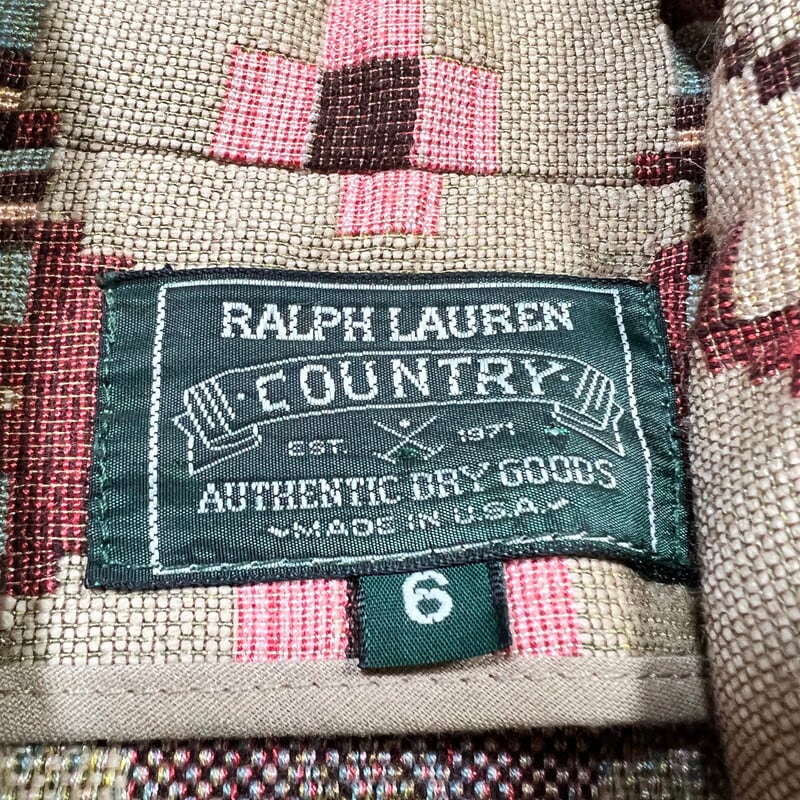 RALPH LAUREN
·COUNTRY·
EST. 1971
AUTHENTIC DRY GOODS
MADE IN U.S.A.
6